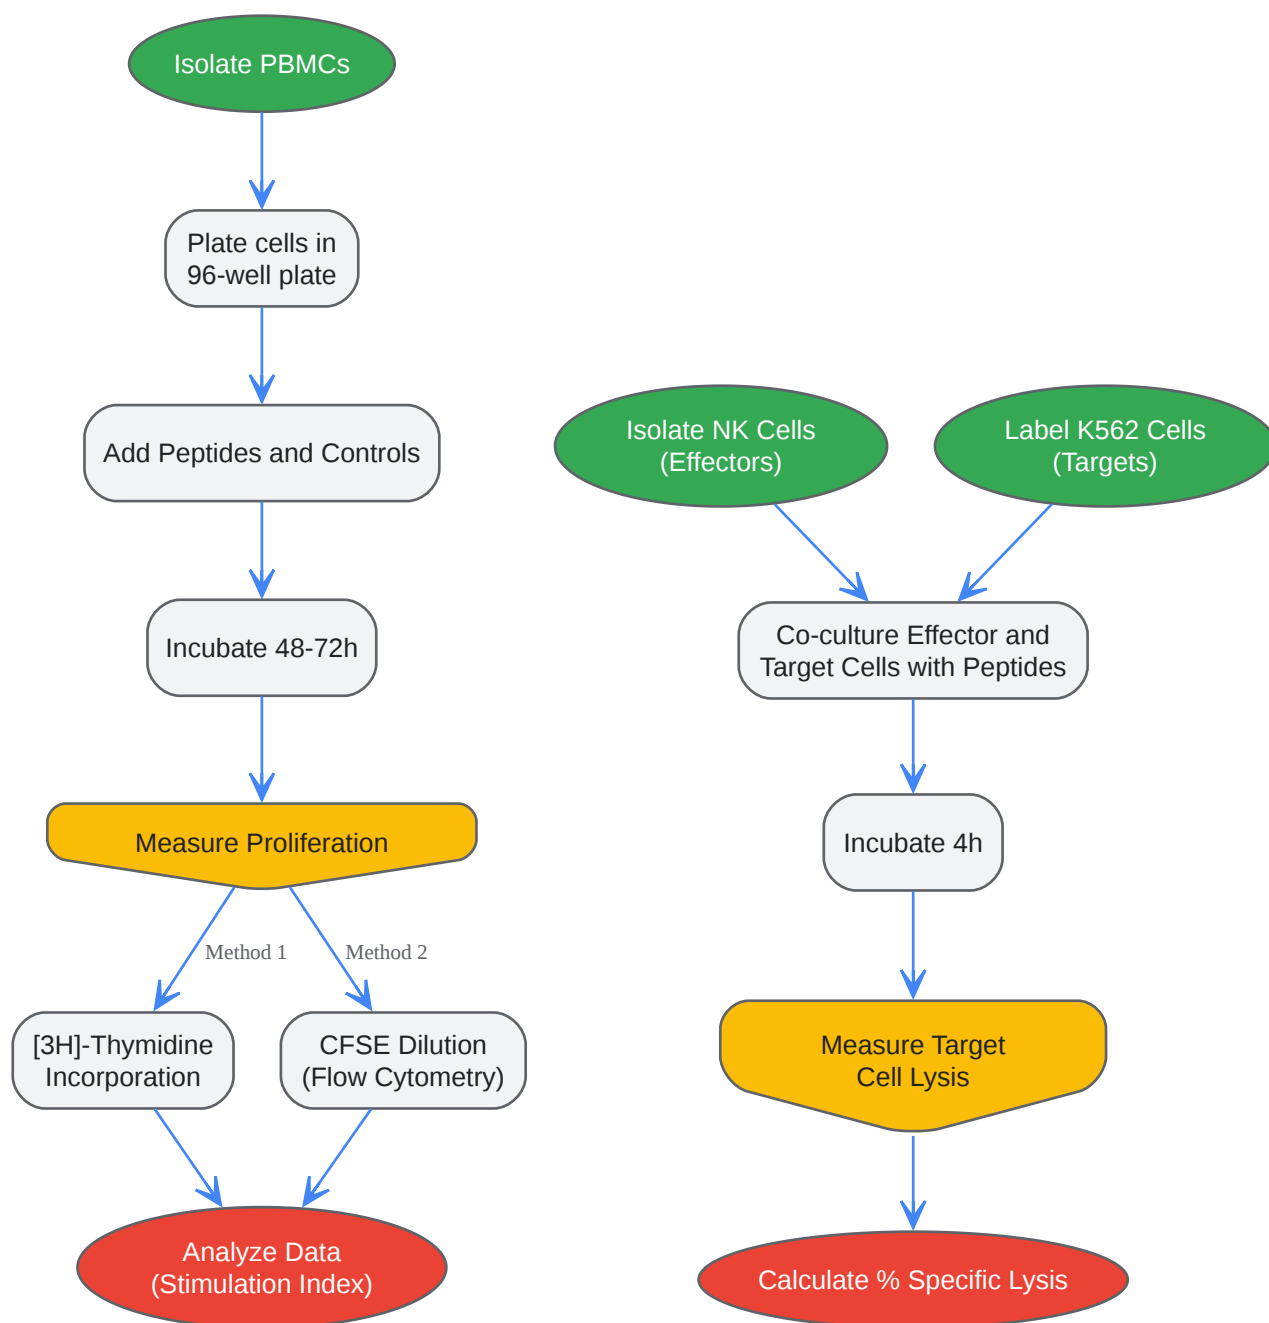 Isolate PBMCs
Plate cells in
96-well plate
Add Peptides and Controls
Incubate 48-72h
Measure Proliferation
Method 1
Method 2
[3H]-Thymidine
Incorporation
CFSE Dilution
(Flow Cytometry)
Analyze Data
(Stimulation Index)
Isolate NK Cells
(Effectors)
Label K562 Cells
(Targets)
Co-culture Effector and
Target Cells with Peptides
Incubate 4h
Measure Target
Cell Lysis
Calculate % Specific Lysis